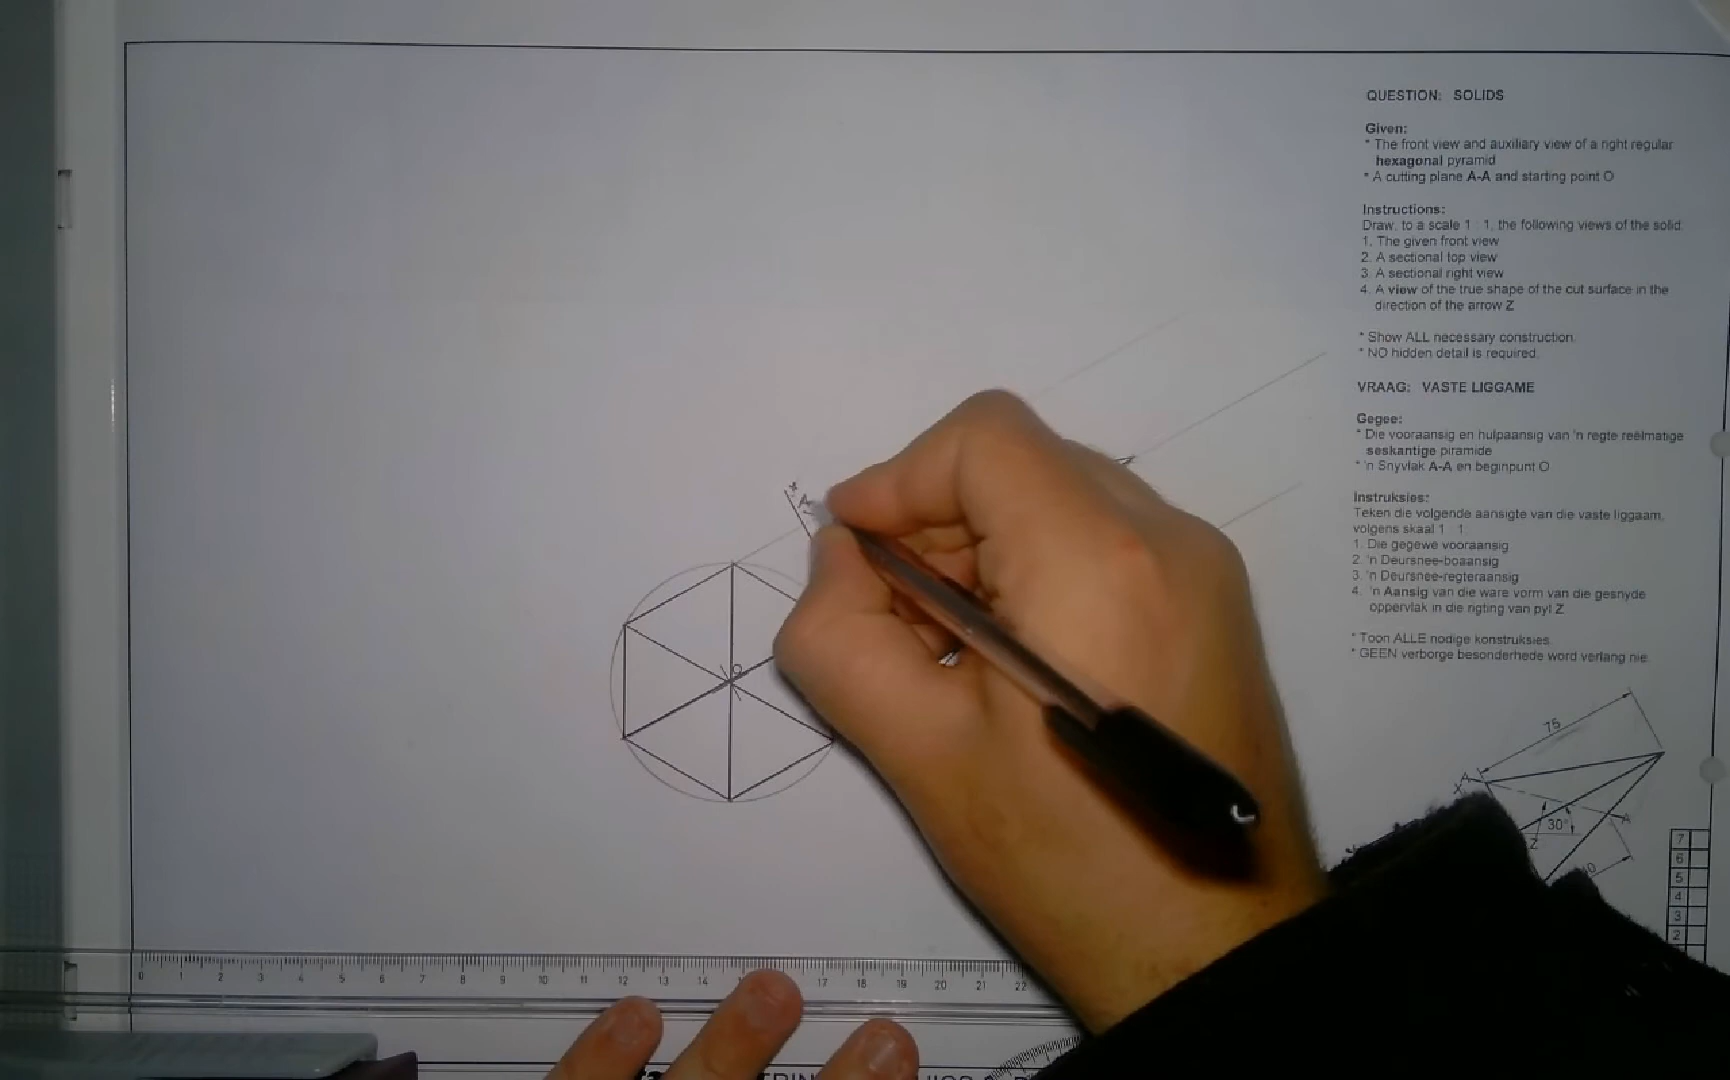 QUESTION: SOLIDS
Given:
* The front view and auxiliary view of a right regular
hexagonal pyramid
* A cutting plane A-A and starting point O
Instructions:
Draw, to a scale 1 : 1, the following views of the solid:
1. The given front view
2. A sectional top view
3. A sectional right view
4. A view of the true shape of the cut surface in the
direction of the arrow Z
* Show ALL necessary construction.
* NO hidden detail is required.
VRAAG: VASTE LIGGAME
Gegee:
* Die vooraansig en hulpaansig van 'n regte reëlmatige
seskantige piramide
* 'n Snyvlak A-A en beginpunt O
Instruksies:
Teken die volgende aansigte van die vaste liggaam,
volgens skaal 1 : 1:
1. Die gegewe vooraansig
2. 'n Deursnee-boaansig
3. 'n Deursnee-regteraansig
4. 'n Aansig van die ware vorm van die gesnyde
oppervlak in die rigting van pyl Z
* Toon ALLE nodige konstruksies.
* GEEN verborge besonderhede word verlang nie.
A
O
75
A
X
A
30°
Z
7
6
5
4
3
2
0 1 2 3 4 5 6 7 8 9 10 11 12 13 14 17 18 19 20 21 22